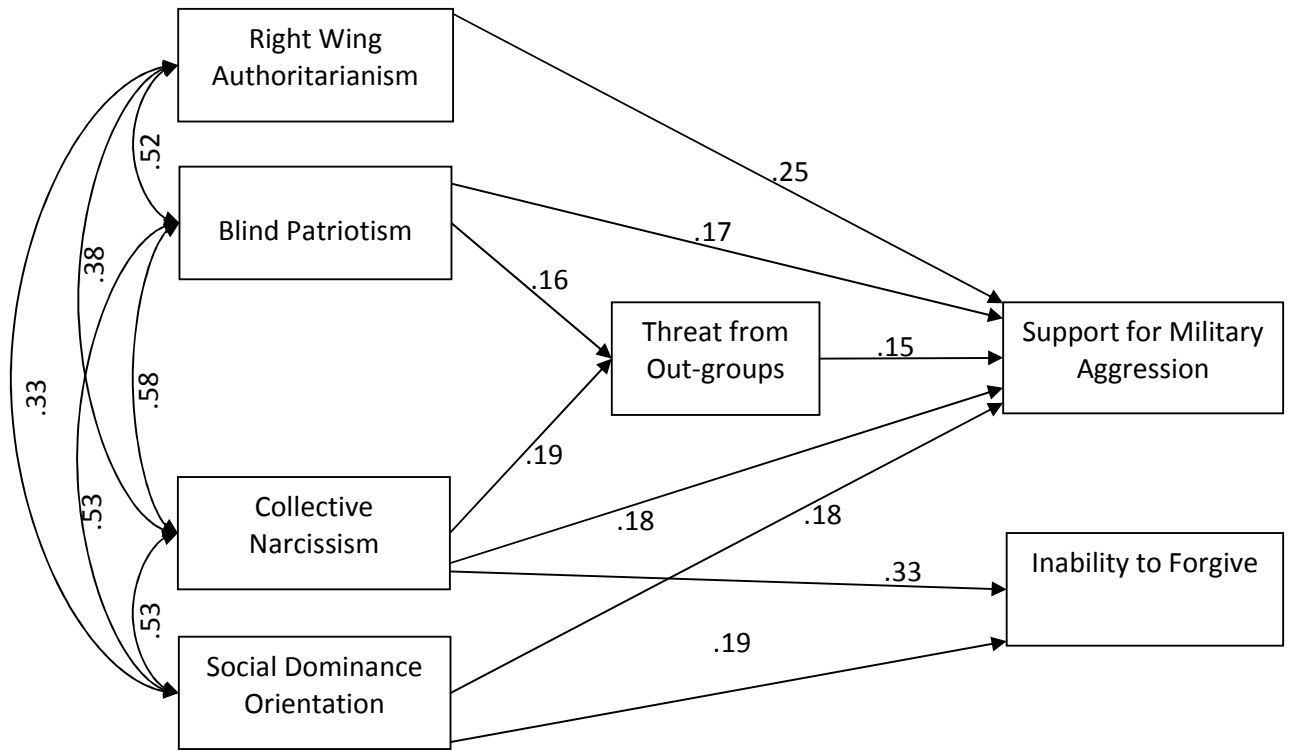 Right Wing
Authoritarianism
.52
.25
Blind Patriotism
.17
.38
.16
Threat from
Out-groups
.15
Support for Military
Aggression
.33
.58
.19
Collective
Narcissism
.53
.18
.18
Inability to Forgive
.33
.53
.19
Social Dominance
Orientation